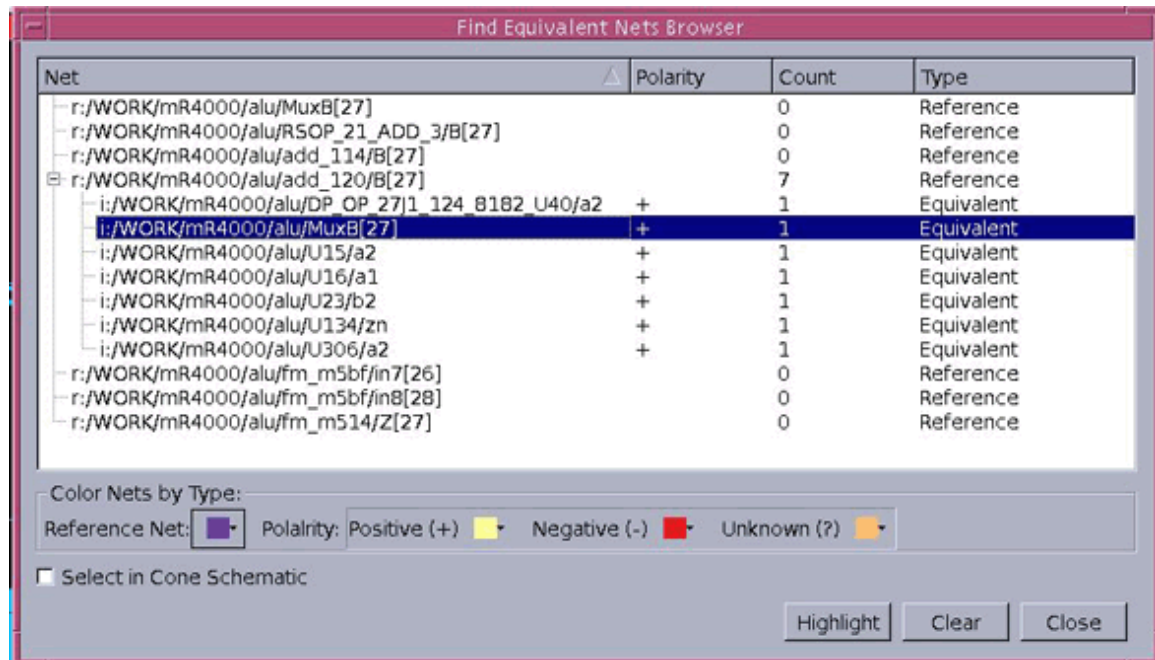 Find Equivalent Nets Browser
Net Polarity Count Type
r:/WORK/mR4000/alu/MuxB[27] 0 Reference
r:/WORK/mR4000/alu/RSOP_21_ADD_3/B[27] 0 Reference
r:/WORK/mR4000/alu/add_114/B[27] 0 Reference
r:/WORK/mR4000/alu/add_120/B[27] 7 Reference
i:/WORK/mR4000/alu/DP_OP_27J1_124_8182_U40/a2 + 1 Equivalent
i:/WORK/mR4000/alu/MuxB[27] + 1 Equivalent
i:/WORK/mR4000/alu/U15/a2 + 1 Equivalent
i:/WORK/mR4000/alu/U16/a1 + 1 Equivalent
i:/WORK/mR4000/alu/U23/b2 + 1 Equivalent
i:/WORK/mR4000/alu/U134/zn + 1 Equivalent
i:/WORK/mR4000/alu/U306/a2 + 1 Equivalent
r:/WORK/mR4000/alu/fm_m5bf/in7[26] 0 Reference
r:/WORK/mR4000/alu/fm_m5bf/in8[28] 0 Reference
r:/WORK/mR4000/alu/fm_m514/Z[27] 0 Reference
Color Nets by Type:
Reference Net: Polalrity: Positive (+) Negative (-) Unknown (?)
Select in Cone Schematic
Highlight Clear Close